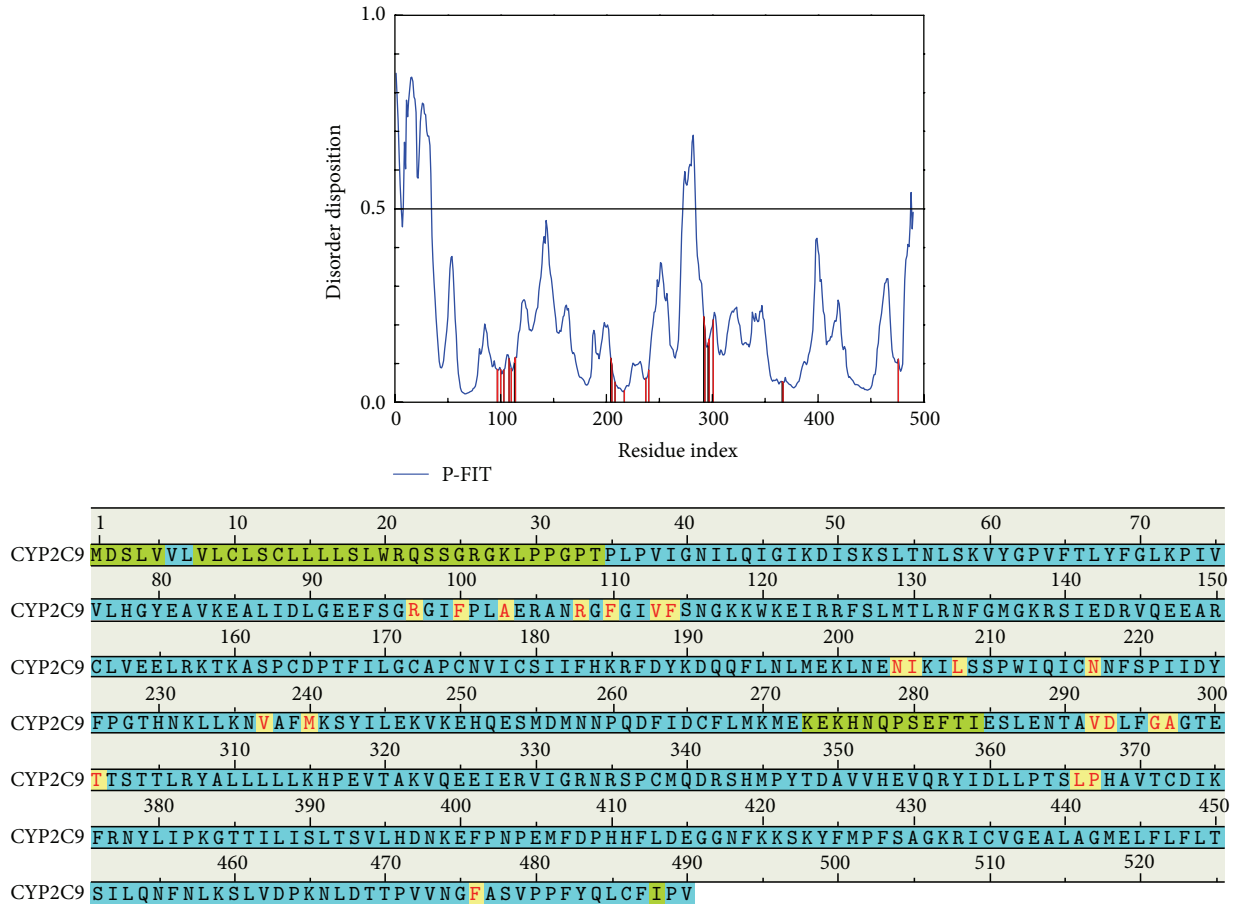 1.0
0.5
0.0
Disorder disposition
0 100 200 300 400 500
Residue index
P-FIT
1 10 20 30 40 50 60 70
CYP2C9 MDSLVVLVLCLSCLLLLSLWRQSSGRGKLPPGPTPLPVIGNILQIGIKDISKSLTNLSKVYGPVFTLYFGLKPIV
80 90 100 110 120 130 140 150
CYP2C9 VLHGYEAVKEALIDLGEEFSGRGIFPLAERANRGFGIVFSNGKKWKEIRRFSLMTLRNFGMGKRSIEDRVQEEAR
160 170 180 190 200 210 220
CYP2C9 CLVEELRKTKASPCDPTFILGCAPCNVICSIIFHKRFDYKDQQFLNLMEKLNENIKILSSPWIQICNNFSPIIDY
230 240 250 260 270 280 290 300
CYP2C9 FPGTHNKLLKNVAFMKSYILEKVKEHQESMDMNNPQDFIDCFLMKMEKEKHNQPSEFTIESLENTAVDLFGAGTE
310 320 330 340 350 360 370
CYP2C9 TTSTTLRYALLLLLKHPEVTAKVQEEIERVIGRNRSPCMQDRSHMPYTDAVVHEVQRYIDLLPTSLPHAVTCDIK
380 390 400 410 420 430 440 450
CYP2C9 FRNYLIPKGTTILISLTSVLHDNKEFPNPEMFDPHHFLDEGGNFKKSKYFMPFSAGKRICVGEALAGMELFLFLT
460 470 480 490 500 510 520
CYP2C9 SILQNFNLKSLVDPKNLDTTPVVNGFASVPPFYQLCFIPV